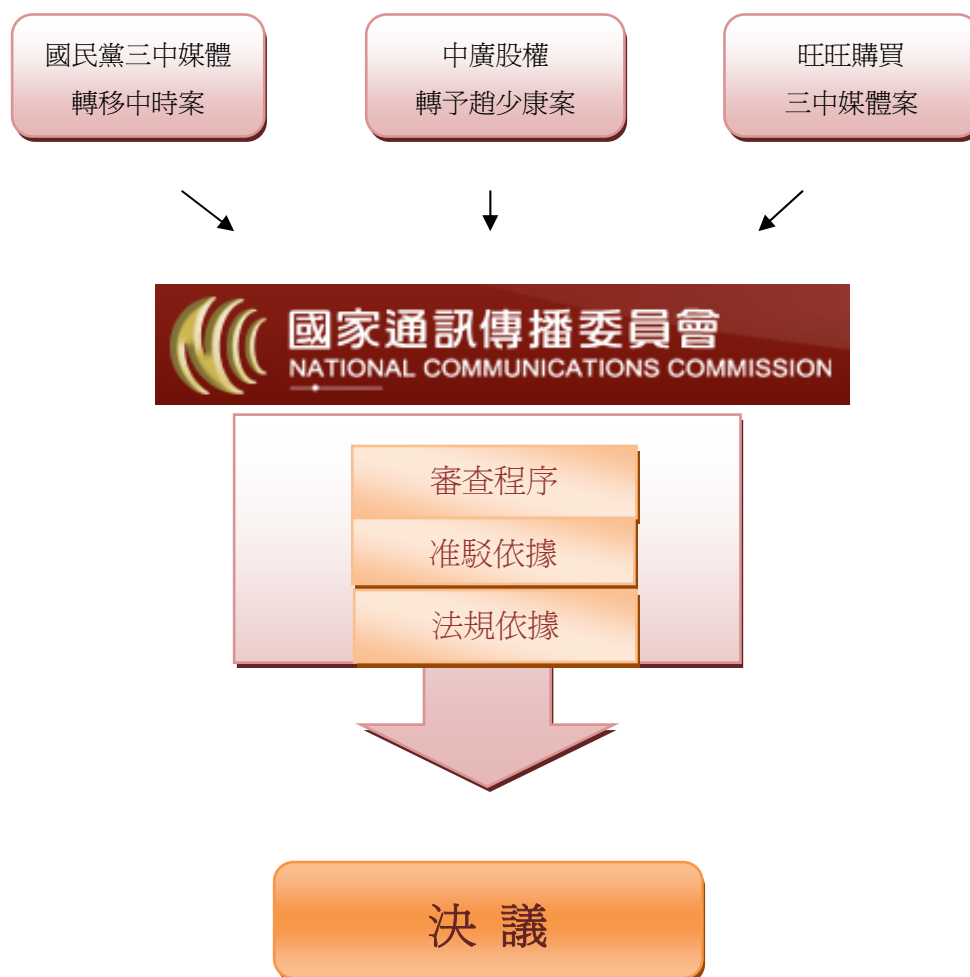 國民黨三中媒體
轉移中時案
中廣股權
轉予趙少康案
旺旺購買
三中媒體案
國家通訊傳播委員會
NATIONAL COMMUNICATIONS COMMISSION
審查程序
准駁依據
法規依據
決 議